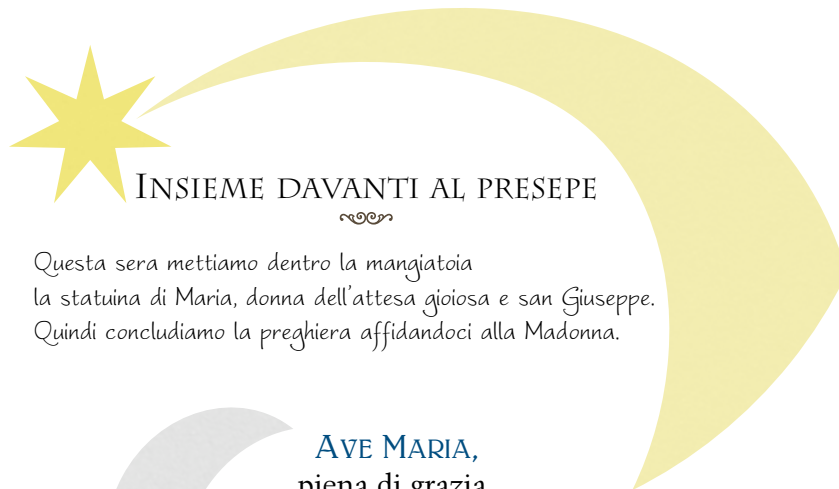 INSIEME DAVANTI AL PRESEPE
Questa sera mettiamo dentro la mangiatoia
la statuina di Maria, donna dell'attesa gioiosa e san Giuseppe.
Quindi concludiamo la preghiera affidandoci alla Madonna.
AVE MARIA,
piena di grazia